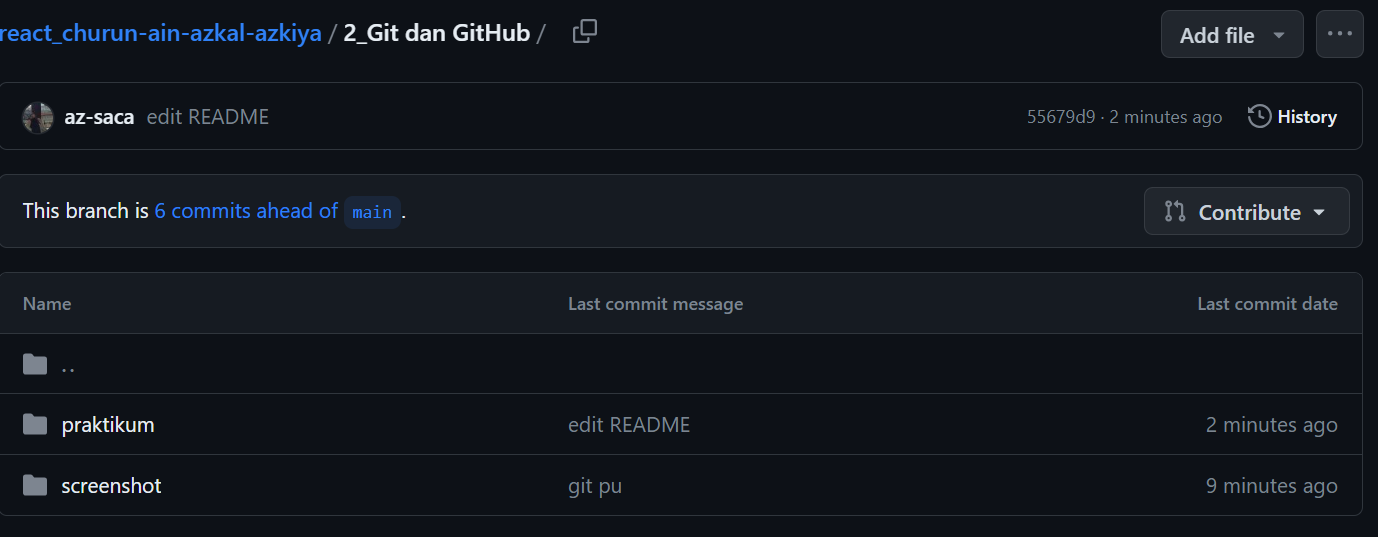 react_churun-ain-azkal-azkiya / 2_Git dan GitHub /
Add file
az-saca edit README
55679d9 · 2 minutes ago
History
This branch is 6 commits ahead of main .
Contribute
Name Last commit message Last commit date
..
praktikum edit README 2 minutes ago
screenshot git pu 9 minutes ago